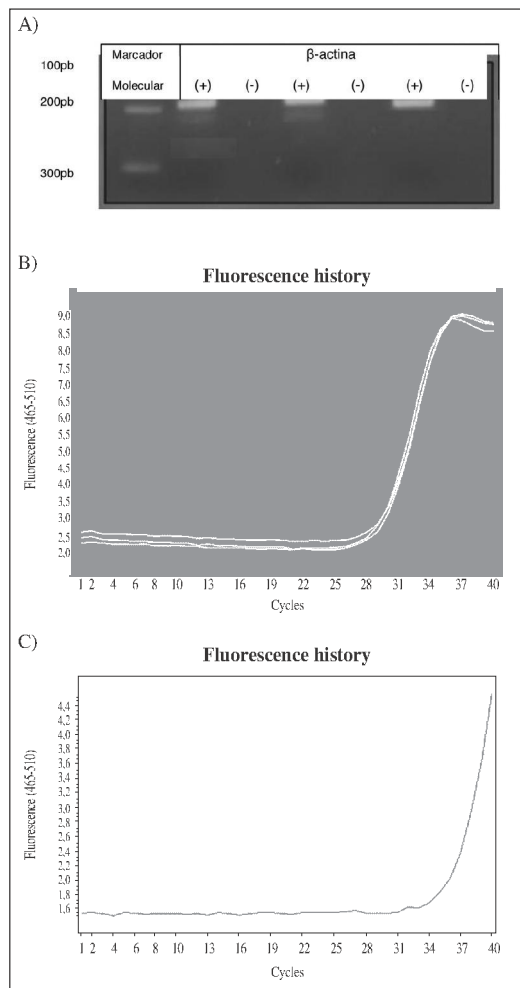 A)
Marcador β-actina
Molecular (+) (-) (+) (-) (+) (-)
100pb
200pb
300pb
B)
Fluorescence history
Fluorescence (465-510)
9,0
8,5
8,0
7,5
7,0
6,5
6,0
5,5
5,0
4,5
4,0
3,5
3,0
2,5
2,0
1 2 4 6 8 10 13 16 19 22 25 28 31 34 37 40
Cycles
C)
Fluorescence history
Fluorescence (465-510)
4,4
4,2
4,0
3,8
3,6
3,4
3,2
3,0
2,8
2,6
2,4
2,2
2,0
1,8
1,6
1 2 4 6 8 10 13 16 19 22 25 28 31 34 37 40
Cycles